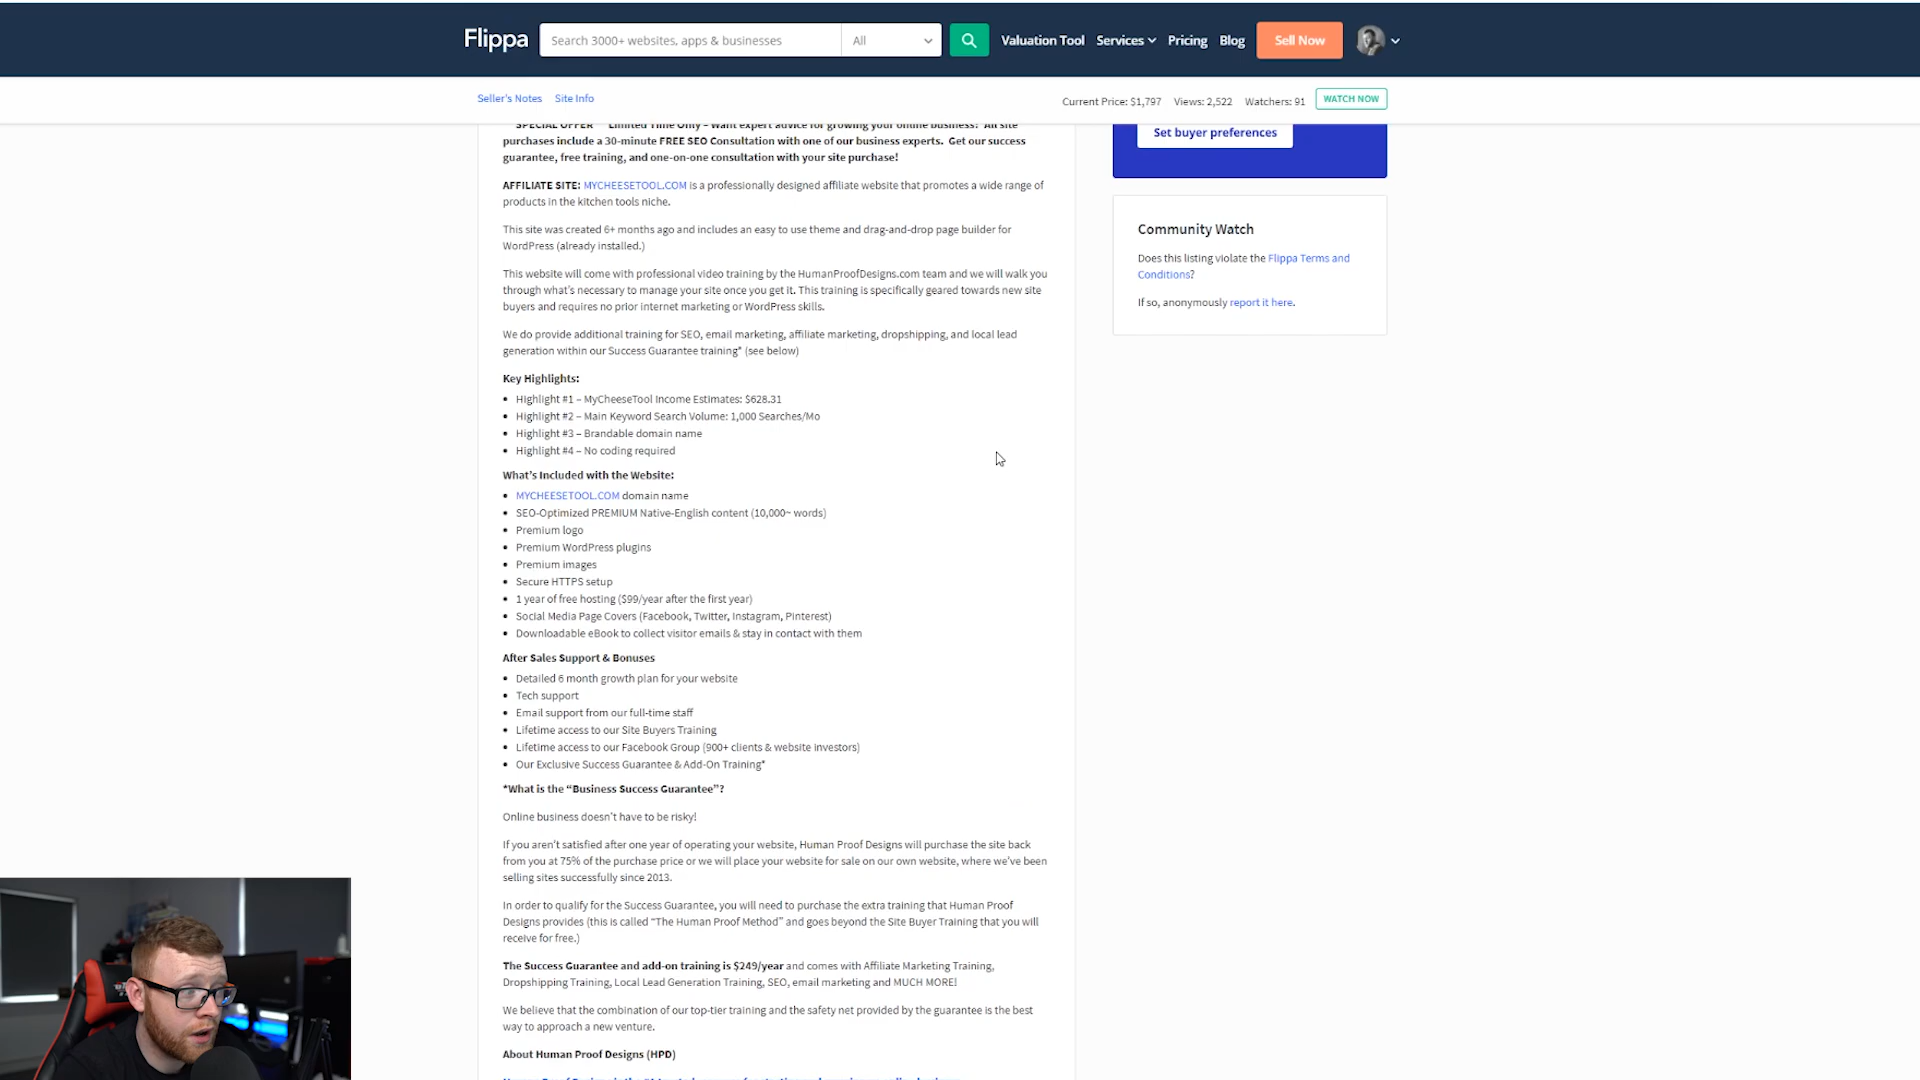 Flippa
Search 3000+ websites, apps & businesses
All
Valuation Tool
Services
Pricing
Blog
Sell Now
Seller's Notes
Site Info
Current Price: $1,797
Views: 2,522
Watchers: 91
WATCH NOW
SPECIAL OFFER Limited Time Only – Want expert advice for growing your online business? All site
purchases include a 30-minute FREE SEO Consultation with one of our business experts. Get our success
guarantee, free training, and one-on-one consultation with your site purchase!
AFFILIATE SITE: MYCHEESETOOL.COM is a professionally designed affiliate website that promotes a wide range of
products in the kitchen tools niche.
This site was created 6+ months ago and includes an easy to use theme and drag-and-drop page builder for
WordPress (already installed.)
This website will come with professional video training by the HumanProofDesigns.com team and we will walk you
through what's necessary to manage your site once you get it. This training is specifically geared towards new site
buyers and requires no prior internet marketing or WordPress skills.
We do provide additional training for SEO, email marketing, affiliate marketing, dropshipping, and local lead
generation within our Success Guarantee training* (see below)
Key Highlights:
• Highlight #1 – MyCheeseTool Income Estimates: $628.31
• Highlight #2 – Main Keyword Search Volume: 1,000 Searches/Mo
• Highlight #3 – Brandable domain name
• Highlight #4 – No coding required
What's Included with the Website:
• MYCHEESETOOL.COM domain name
• SEO-Optimized PREMIUM Native-English content (10,000~ words)
• Premium logo
• Premium WordPress plugins
• Premium images
• Secure HTTPS setup
• 1 year of free hosting ($99/year after the first year)
• Social Media Page Covers (Facebook, Twitter, Instagram, Pinterest)
• Downloadable eBook to collect visitor emails & stay in contact with them
After Sales Support & Bonuses
• Detailed 6 month growth plan for your website
• Tech support
• Email support from our full-time staff
• Lifetime access to our Site Buyers Training
• Lifetime access to our Facebook Group (900+ clients & website investors)
• Our Exclusive Success Guarantee & Add-On Training*
*What is the “Business Success Guarantee”?
Online business doesn't have to be risky!
If you aren't satisfied after one year of operating your website, Human Proof Designs will purchase the site back
from you at 75% of the purchase price or we will place your website for sale on our own website, where we've been
selling sites successfully since 2013.
In order to qualify for the Success Guarantee, you will need to purchase the extra training that Human Proof
Designs provides (this is called “The Human Proof Method” and goes beyond the Site Buyer Training that you will
receive for free.)
The Success Guarantee and add-on training is $249/year and comes with Affiliate Marketing Training,
Dropshipping Training, Local Lead Generation Training, SEO, email marketing and MUCH MORE!
We believe that the combination of our top-tier training and the safety net provided by the guarantee is the best
way to approach a new venture.
About Human Proof Designs (HPD)
Set buyer preferences
Community Watch
Does this listing violate the Flippa Terms and
Conditions?
If so, anonymously report it here.